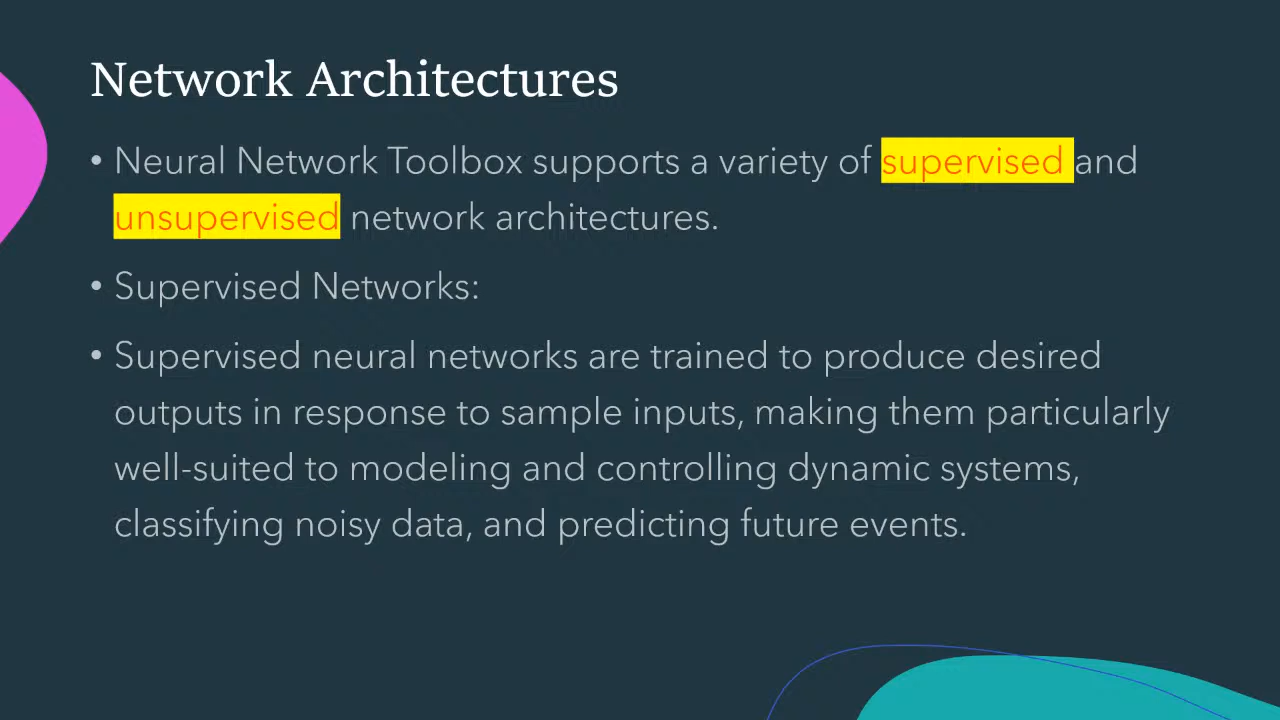 Network Architectures
• Neural Network Toolbox supports a variety of supervised and
unsupervised network architectures.
• Supervised Networks:
• Supervised neural networks are trained to produce desired
outputs in response to sample inputs, making them particularly
well-suited to modeling and controlling dynamic systems,
classifying noisy data, and predicting future events.